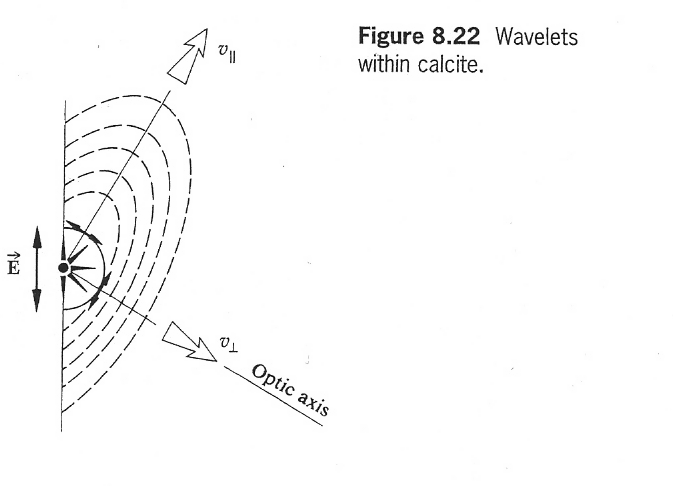 Figure 8.22 Wavelets
within calcite.
v∥
E⃗
v⊥
Optic axis